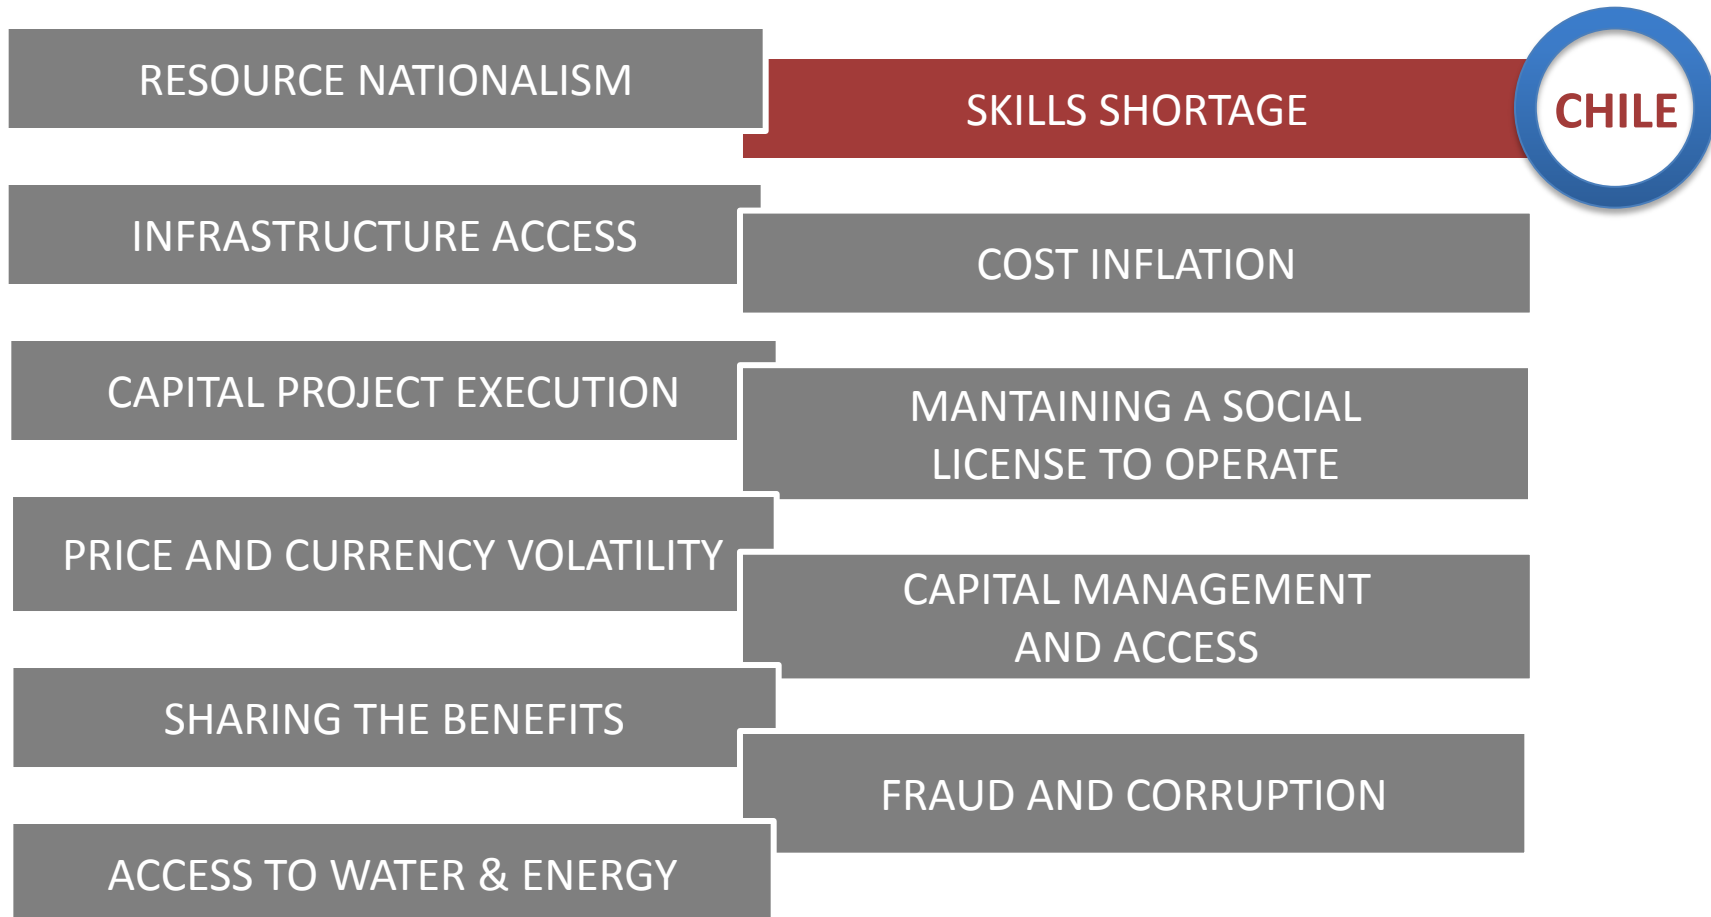 RESOURCE NATIONALISM
SKILLS SHORTAGE
CHILE
INFRASTRUCTURE ACCESS
COST INFLATION
CAPITAL PROJECT EXECUTION
MANTAINING A SOCIAL
LICENSE TO OPERATE
PRICE AND CURRENCY VOLATILITY
CAPITAL MANAGEMENT
AND ACCESS
SHARING THE BENEFITS
FRAUD AND CORRUPTION
ACCESS TO WATER & ENERGY